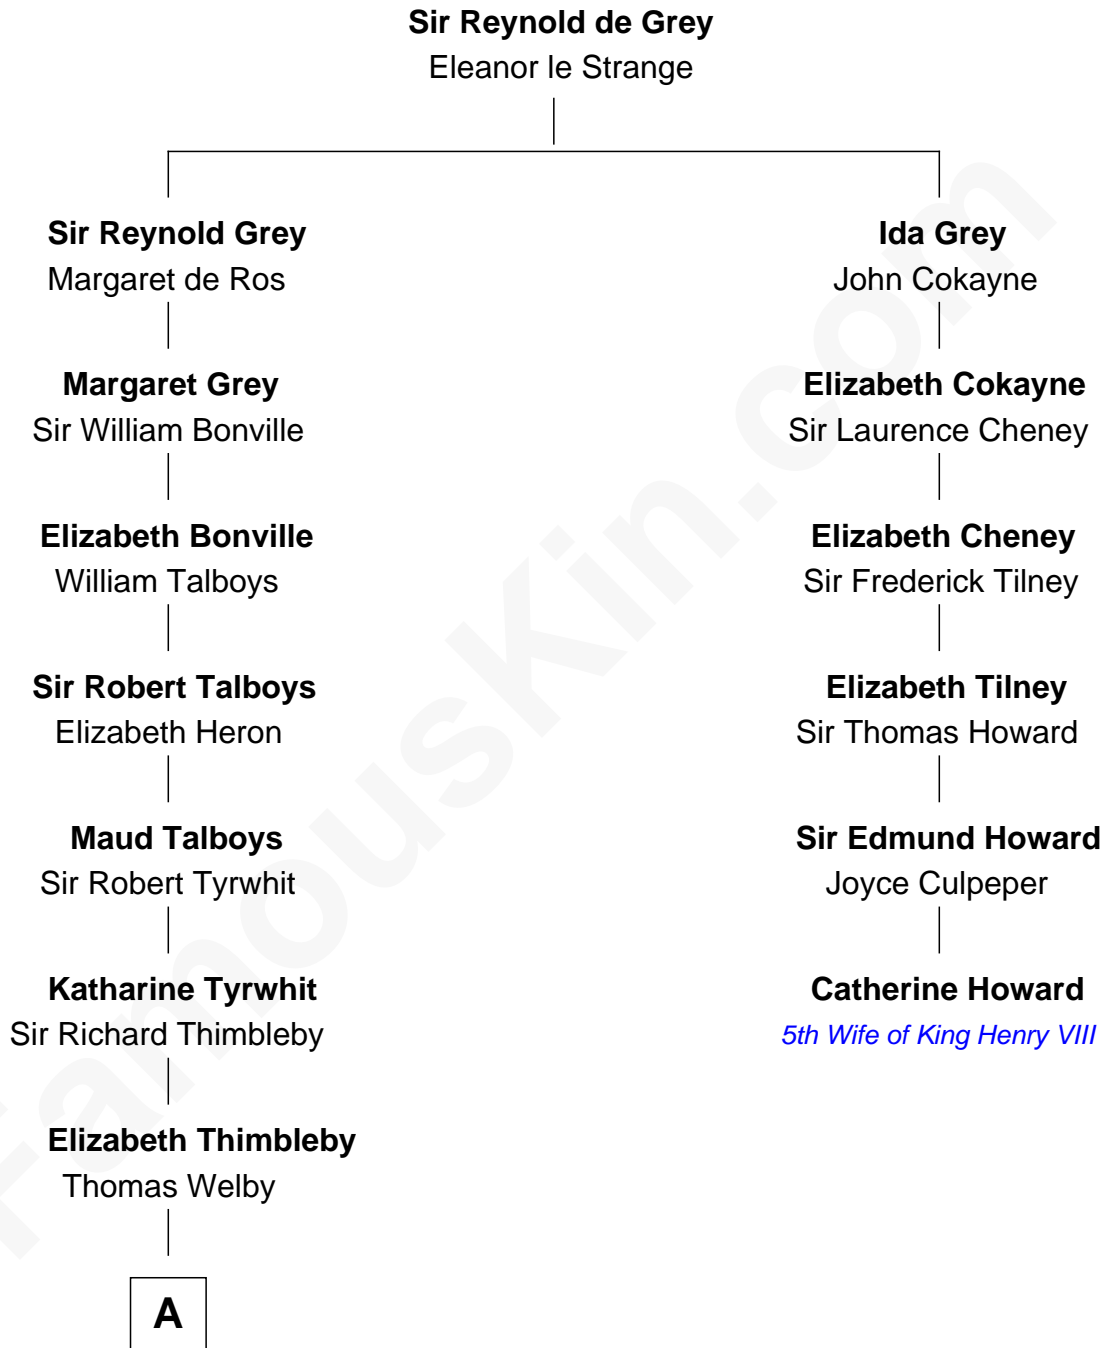 Sir Reynold de Grey
Eleanor le Strange
Sir Reynold Grey
Margaret de Ros
Ida Grey
John Cokayne
Margaret Grey
Sir William Bonville
Elizabeth Cokayne
Sir Laurence Cheney
Elizabeth Bonville
William Talboys
Elizabeth Cheney
Sir Frederick Tilney
Sir Robert Talboys
Elizabeth Heron
Elizabeth Tilney
Sir Thomas Howard
Maud Talboys
Sir Robert Tyrwhit
Sir Edmund Howard
Joyce Culpeper
Katharine Tyrwhit
Sir Richard Thimbleby
Catherine Howard
5th Wife of King Henry VIII
Elizabeth Thimbleby
Thomas Welby
A
FamousKin.com